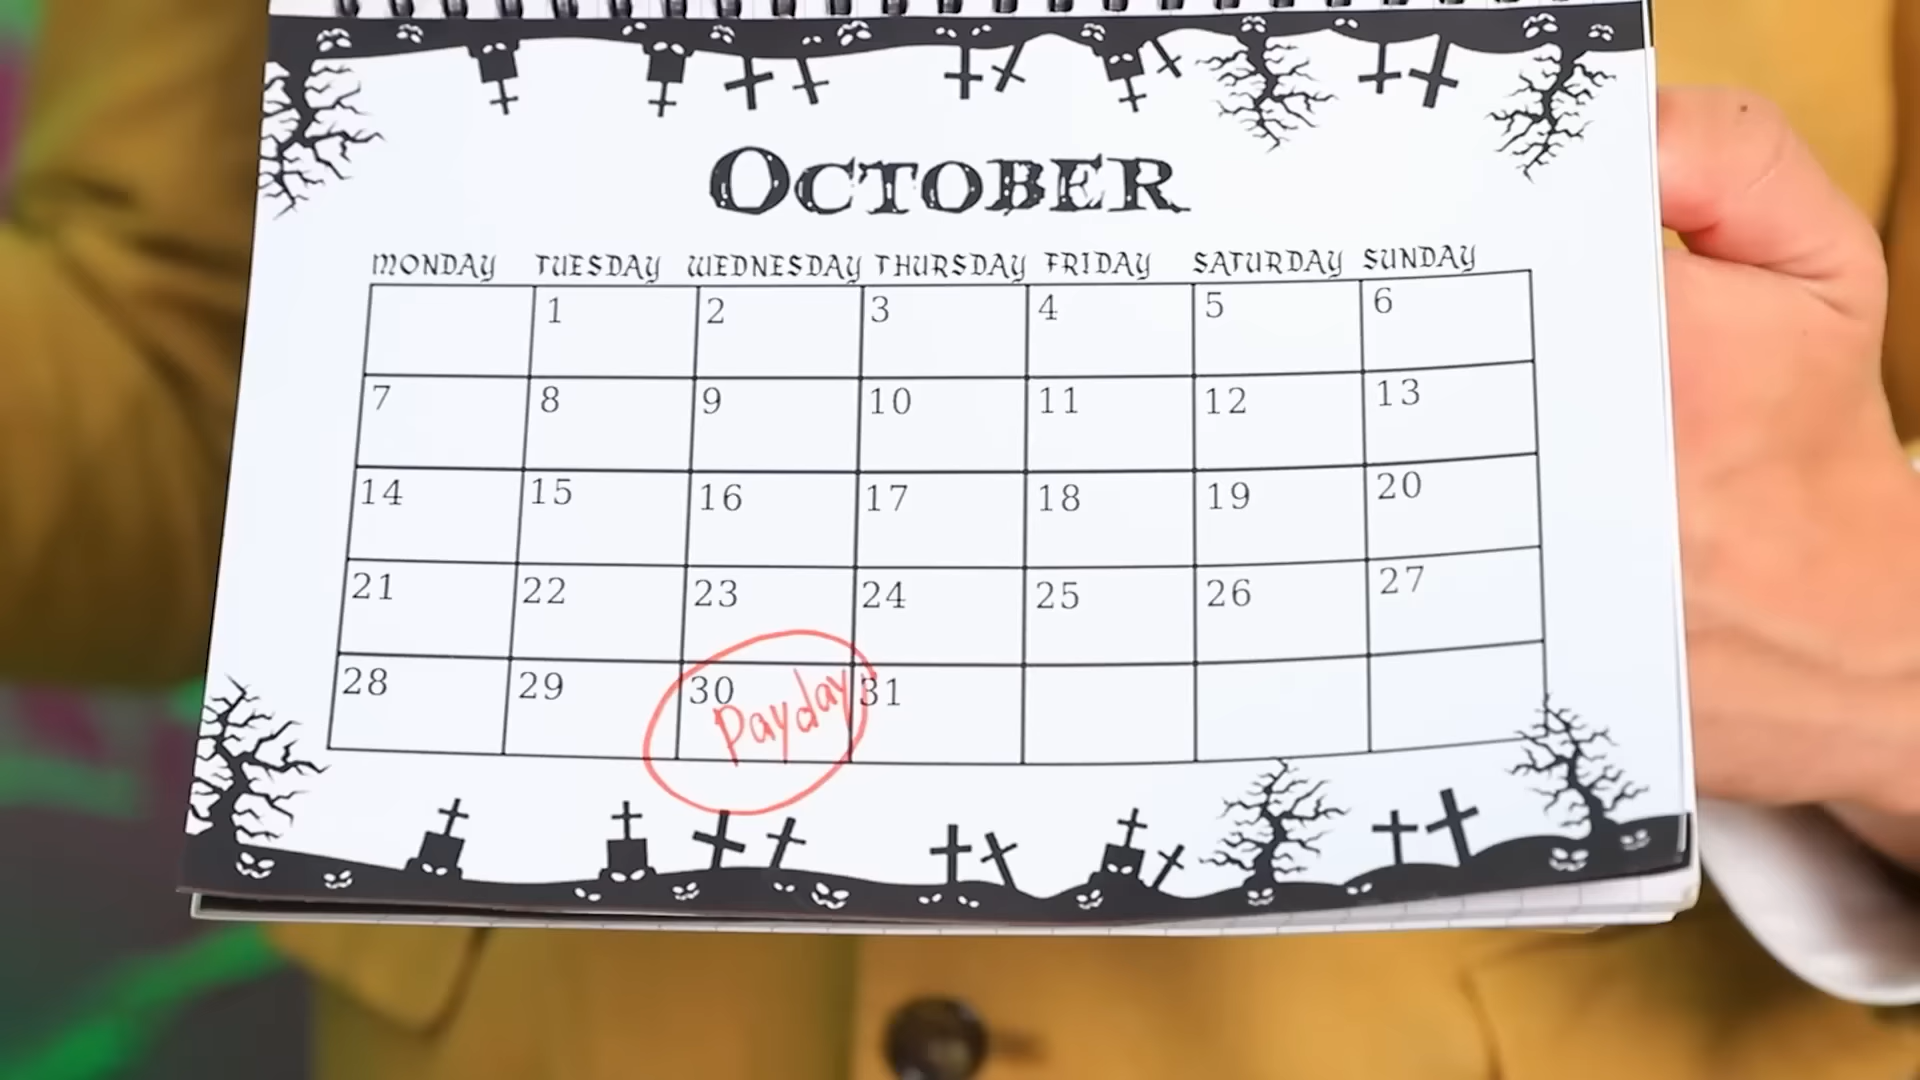 OCTOBER
MONDAY TUESDAY WEDNESDAY THURSDAY FRIDAY SATURDAY SUNDAY
1 2 3 4 5 6
7 8 9 10 11 12 13
14 15 16 17 18 19 20
21 22 23 24 25 26 27
28 29 30 31
Payday